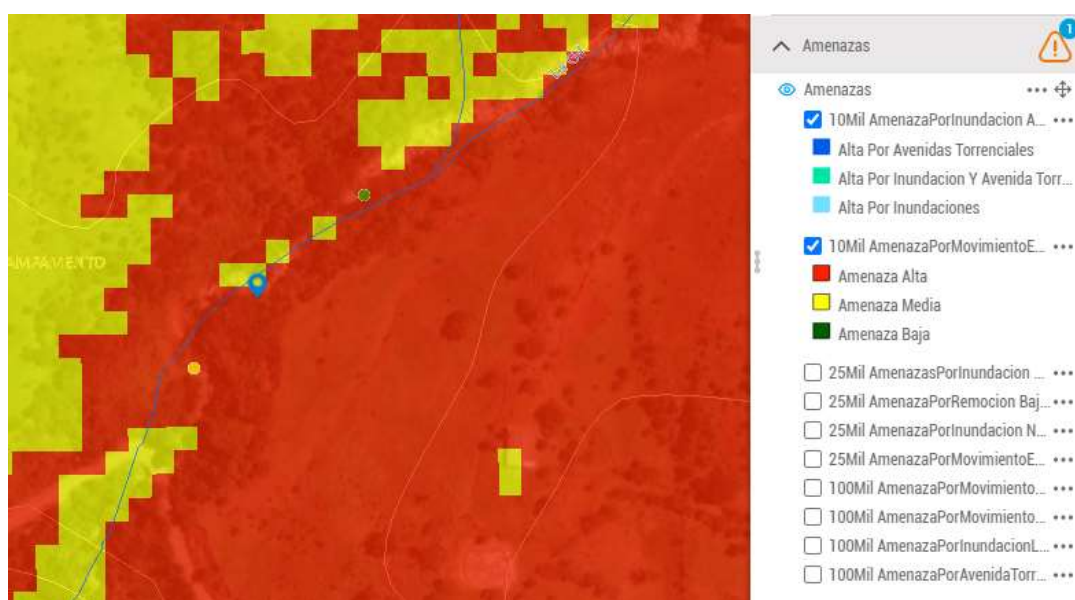 Amenazas
1
Amenazas
10Mil AmenazaPorInundacion A...
Alta Por Avenidas Torrenciales
Alta Por Inundacion Y Avenida Torr...
Alta Por Inundaciones
10Mil AmenazaPorMovimientoE...
Amenaza Alta
Amenaza Media
Amenaza Baja
25Mil AmenazasPorInundacion ...
25Mil AmenazaPorRemocion Baj...
25Mil AmenazaPorInundacion N...
25Mil AmenazaPorMovimientoE...
100Mil AmenazaPorMovimiento...
100Mil AmenazaPorMovimiento...
100Mil AmenazaPorInundacionL...
100Mil AmenazaPorAvenidaTorr...